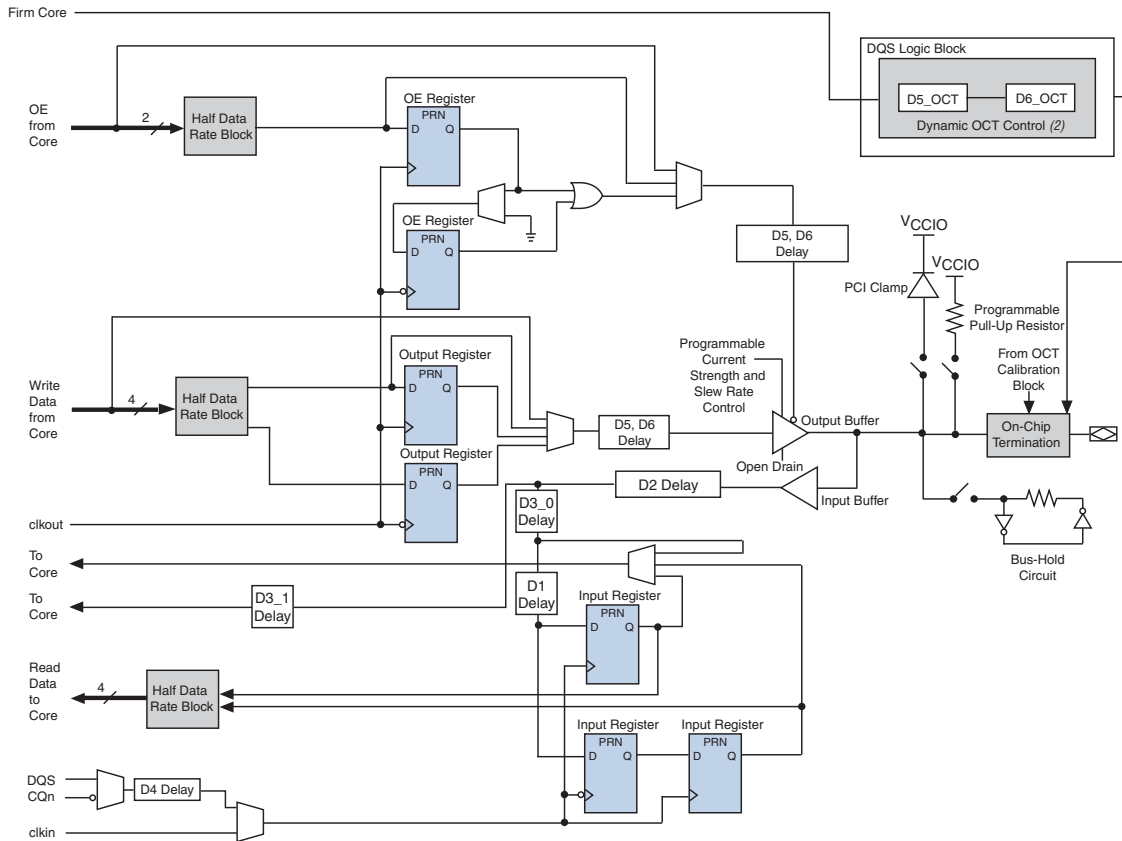 Firm Core
DQS Logic Block
D5_OCT
D6_OCT
Dynamic OCT Control (2)
OE
from
Core
2
Half Data
Rate Block
OE Register
PRN
D
Q
OE Register
PRN
D
Q
D5, D6
Delay
VCCIO
VCCIO
PCI Clamp
Programmable
Pull-Up Resistor
Programmable
Current
Strength and
Slew Rate
Control
From OCT
Calibration
Block
Write
Data
from
Core
4
Half Data
Rate Block
Output Register
PRN
D
Q
Output Register
PRN
D
Q
D5, D6
Delay
Output Buffer
On-Chip
Termination
Open Drain
Input Buffer
D2 Delay
D3_0
Delay
clkout
To
Core
D1
Delay
Bus-Hold
Circuit
To
Core
D3_1
Delay
Input Register
PRN
D
Q
Read
Data
to
Core
4
Half Data
Rate Block
Input Register
PRN
D
Q
Input Register
PRN
D
Q
DQS
CQn
D4 Delay
clkin